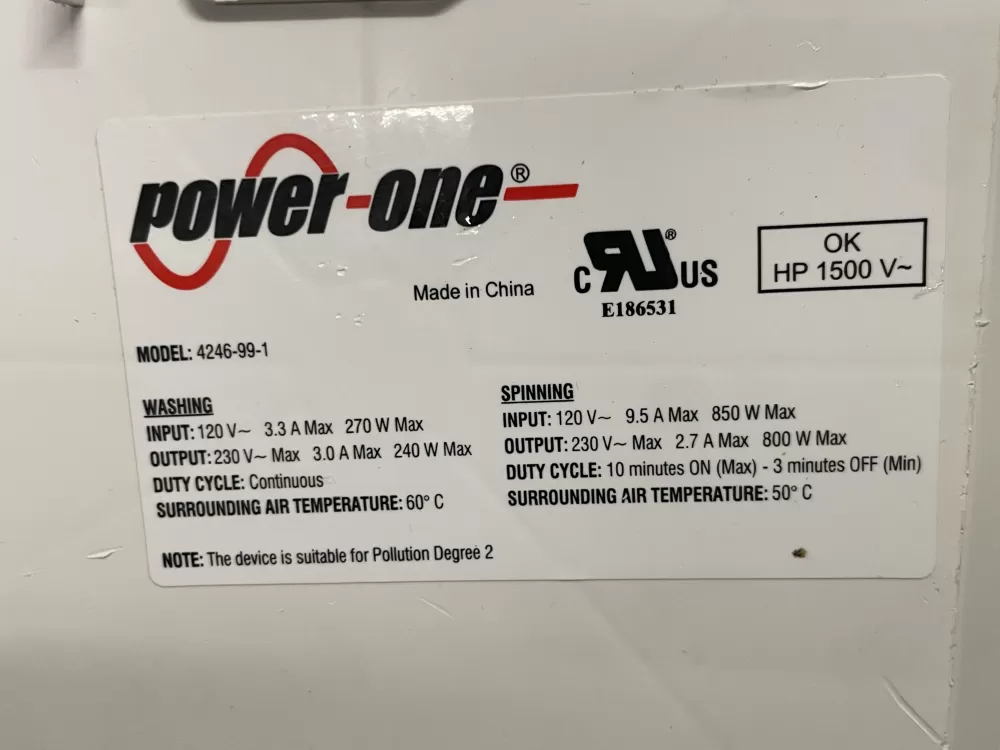 power-one®
Made in China
C RU® US
E186531
OK
HP 1500 V~
MODEL: 4246-99-1
WASHING
INPUT: 120 V~ 3.3 A Max 270 W Max
OUTPUT: 230 V~ Max 3.0 A Max 240 W Max
DUTY CYCLE: Continuous
SURROUNDING AIR TEMPERATURE: 60° C
SPINNING
INPUT: 120 V~ 9.5 A Max 850 W Max
OUTPUT: 230 V~ Max 2.7 A Max 800 W Max
DUTY CYCLE: 10 minutes ON (Max) - 3 minutes OFF (Min)
SURROUNDING AIR TEMPERATURE: 50° C
NOTE: The device is suitable for Pollution Degree 2